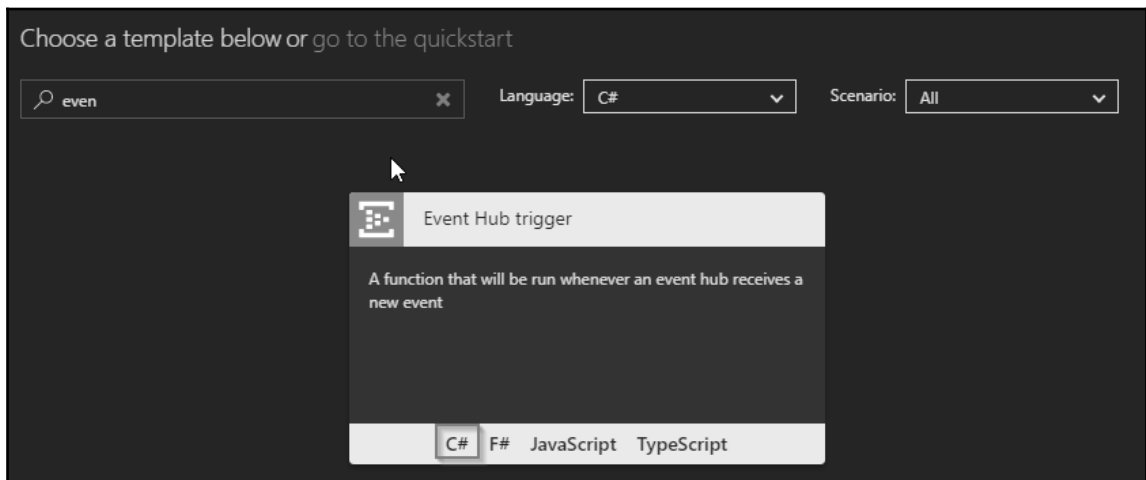 Choose a template below or go to the quickstart
even
Language: C#
Scenario: All
Event Hub trigger
A function that will be run whenever an event hub receives a
new event
C# F# JavaScript TypeScript